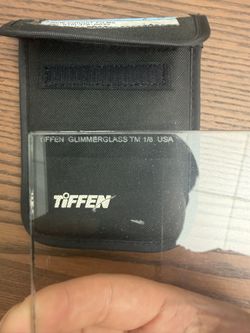 TIFFEN GLIMMERGLASS TM 1/8 USA
TIFFEN